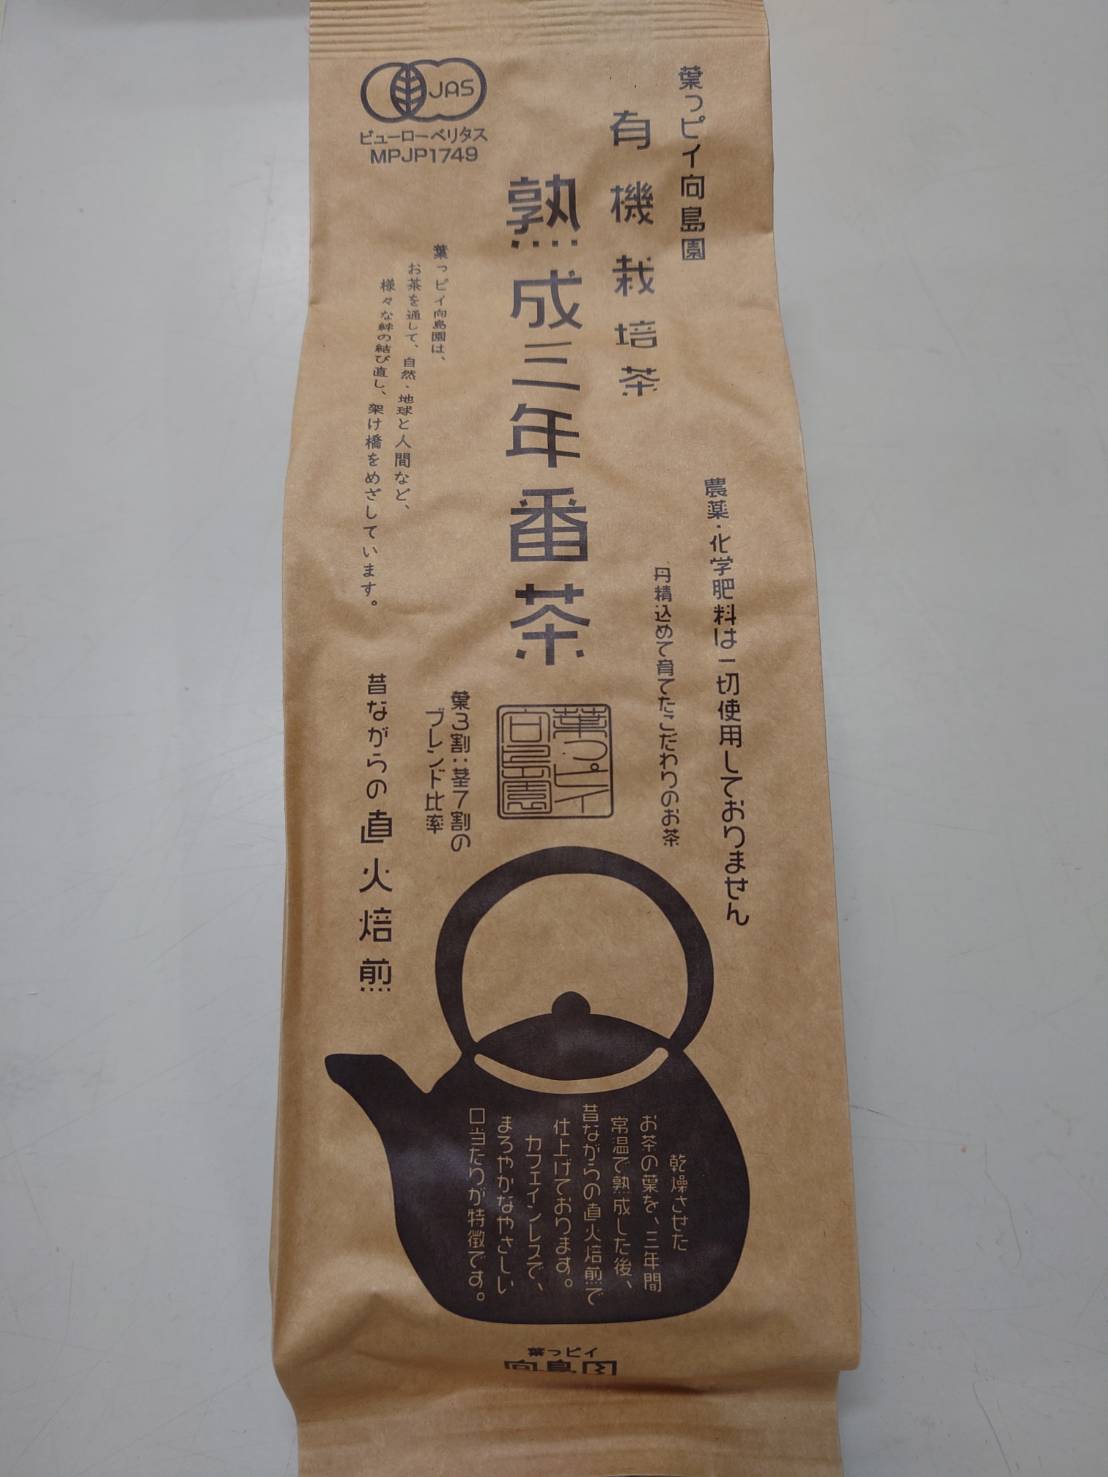 JAS
ビューローベリタス
MPJP1749
葉っピイ向島園
有機栽培茶
熟成三年番茶
葉っピイ向島園は、
お茶を通して、自然・地球と人間など、
様々な絆の結び直し、架け橋をめざしています。
農薬・化学肥料は一切使用しておりません
丹精込めて育てたこだわりのお茶
葉っピイ
向島園
葉3割:茎7割の
ブレンド比率
昔ながらの直火焙煎
乾燥させた
お茶の葉を、三年間
常温で熟成した後、
昔ながらの直火焙煎で
仕上げております。
カフェインレスで、
まろやかなやさしい
口当たりが特徴です。
葉っピイ
向島園